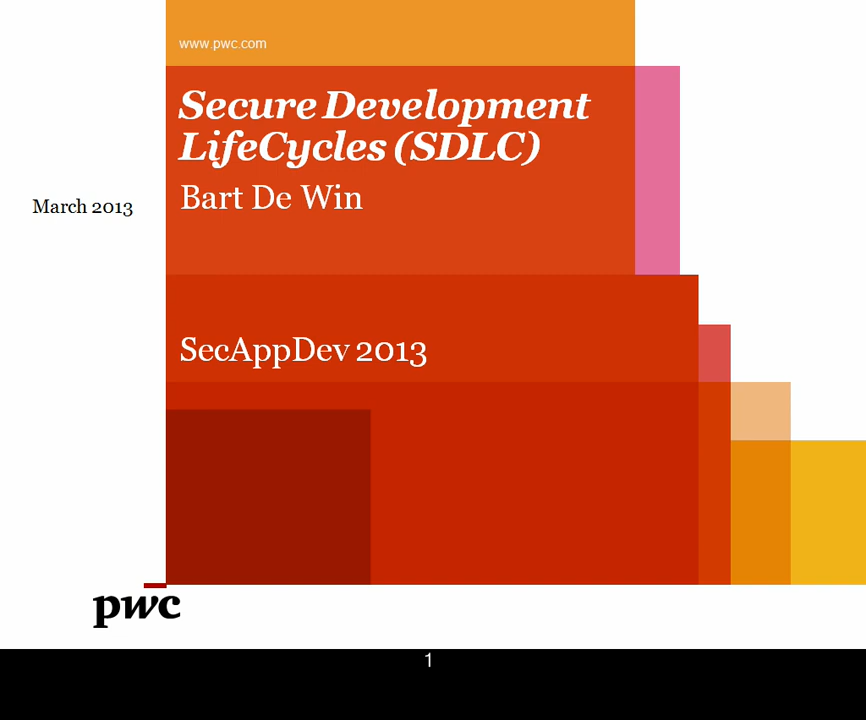 www.pwc.com
Secure Development
LifeCycles (SDLC)
Bart De Win
March 2013
SecAppDev 2013
pwc
1